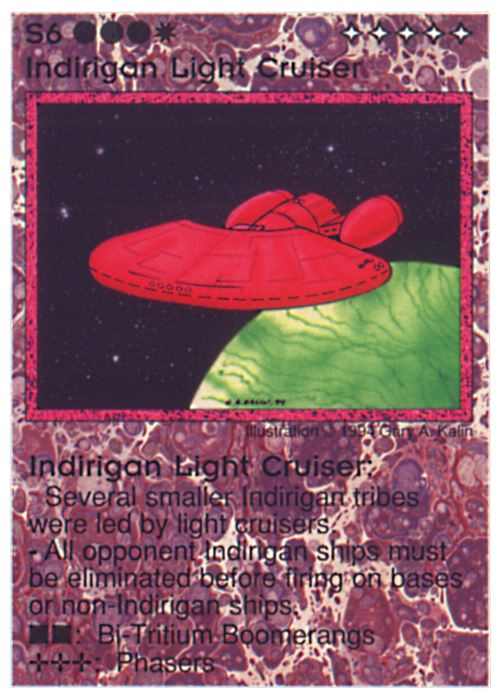 S6
Indirigan Light Cruiser
G. A. KALIN '94
Illustration © 1994 Gary A. Kalin
Indirigan Light Cruiser:
- Several smaller Indirigan tribes
were led by light cruisers.
- All opponent Indirigan ships must
be eliminated before firing on bases
or non-Indirigan ships.
■■: Bi-Tritium Boomerangs
✢✢✢: Phasers